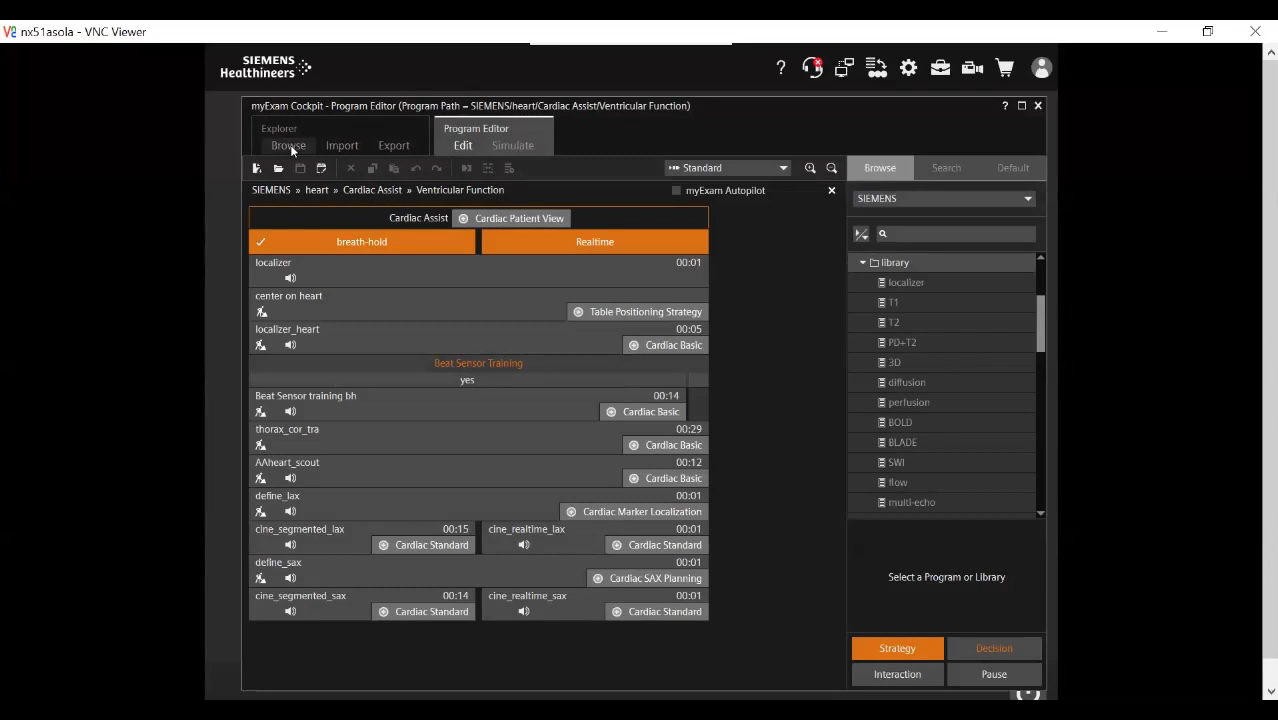 nx51asola - VNC Viewer
SIEMENS
Healthineers
?
myExam Cockpit - Program Editor (Program Path – SIEMENS/heart/Cardiac Assist/Ventricular Function)
?
Explorer
Browse Import Export
Program Editor
Edit Simulate
Standard
Browse Search Default
SIEMENS » heart » Cardiac Assist » Ventricular Function
myExam Autopilot
SIEMENS
Cardiac Assist Cardiac Patient View
breath-hold Realtime
localizer 00:01
center on heart
Table Positioning Strategy
localizer_heart 00:05
Cardiac Basic
Beat Sensor Training
yes
Beat Sensor training bh 00:14
Cardiac Basic
thorax_cor_tra 00:29
Cardiac Basic
AAheart_scout 00:12
Cardiac Basic
define_lax 00:01
Cardiac Marker Localization
cine_segmented_lax 00:15 cine_realtime_lax 00:01
Cardiac Standard Cardiac Standard
define_sax 00:01
Cardiac SAX Planning
cine_segmented_sax 00:14 cine_realtime_sax 00:01
Cardiac Standard Cardiac Standard
library
localizer
T1
T2
PD+T2
3D
diffusion
perfusion
BOLD
BLADE
SWI
flow
multi-echo
Select a Program or Library
Strategy Decision
Interaction Pause